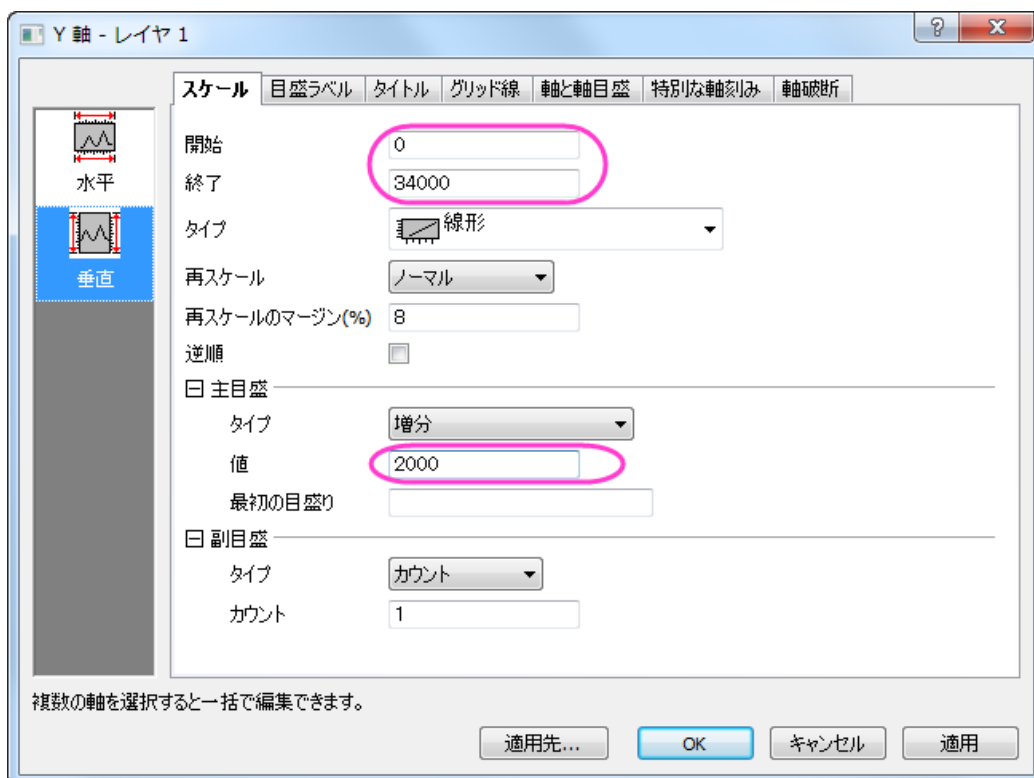 Y 軸 - レイヤ 1
スケール 目盛ラベル タイトル グリッド線 軸と軸目盛 特別な軸刻み 軸破断
水平
垂直
開始 0
終了 34000
タイプ 線形
再スケール ノーマル
再スケールのマージン(%) 8
逆順
主目盛
タイプ 増分
値 2000
最初の目盛り
副目盛
タイプ カウント
カウント 1
複数の軸を選択すると一括で編集できます。
適用先... OK キャンセル 適用